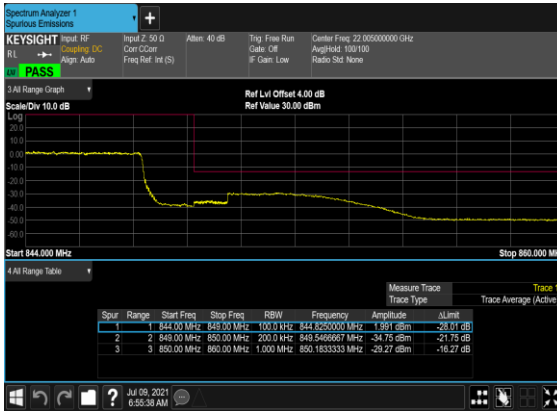 Spectrum Analyzer 1
Spurious Emissions
+
KEYSIGHT Input: RF Input Z: 50 Ω Atten: 40 dB Trig: Free Run Center Freq: 22.005000000 GHz
RL Coupling: DC Corr CCorr Gate: Off Avg|Hold: 100/100
Align: Auto Freq Ref: Int (S) IF Gain: Low Radio Std: None
PASS
3 All Range Graph
Ref Lvl Offset 4.00 dB
Scale/Div 10.0 dB Ref Value 30.00 dBm
Log
20.0
10.0
0.00
-10.0
-20.0
-30.0
-40.0
-50.0
-60.0
Start 844.000 MHz Stop 860.000 MH
4 All Range Table
Measure Trace Trace 1
Trace Type Trace Average (Active
Spur Range Start Freq Stop Freq RBW Frequency Amplitude ΔLimit
1 1 844.00 MHz 849.00 MHz 100.0 kHz 844.8250000 MHz 1.991 dBm -28.01 dB
2 2 849.00 MHz 850.00 MHz 200.0 kHz 849.5466667 MHz -34.75 dBm -21.75 dB
3 3 850.00 MHz 860.00 MHz 1.000 MHz 850.1833333 MHz -29.27 dBm -16.27 dB
? Jul 09, 2021
6:55:38 AM